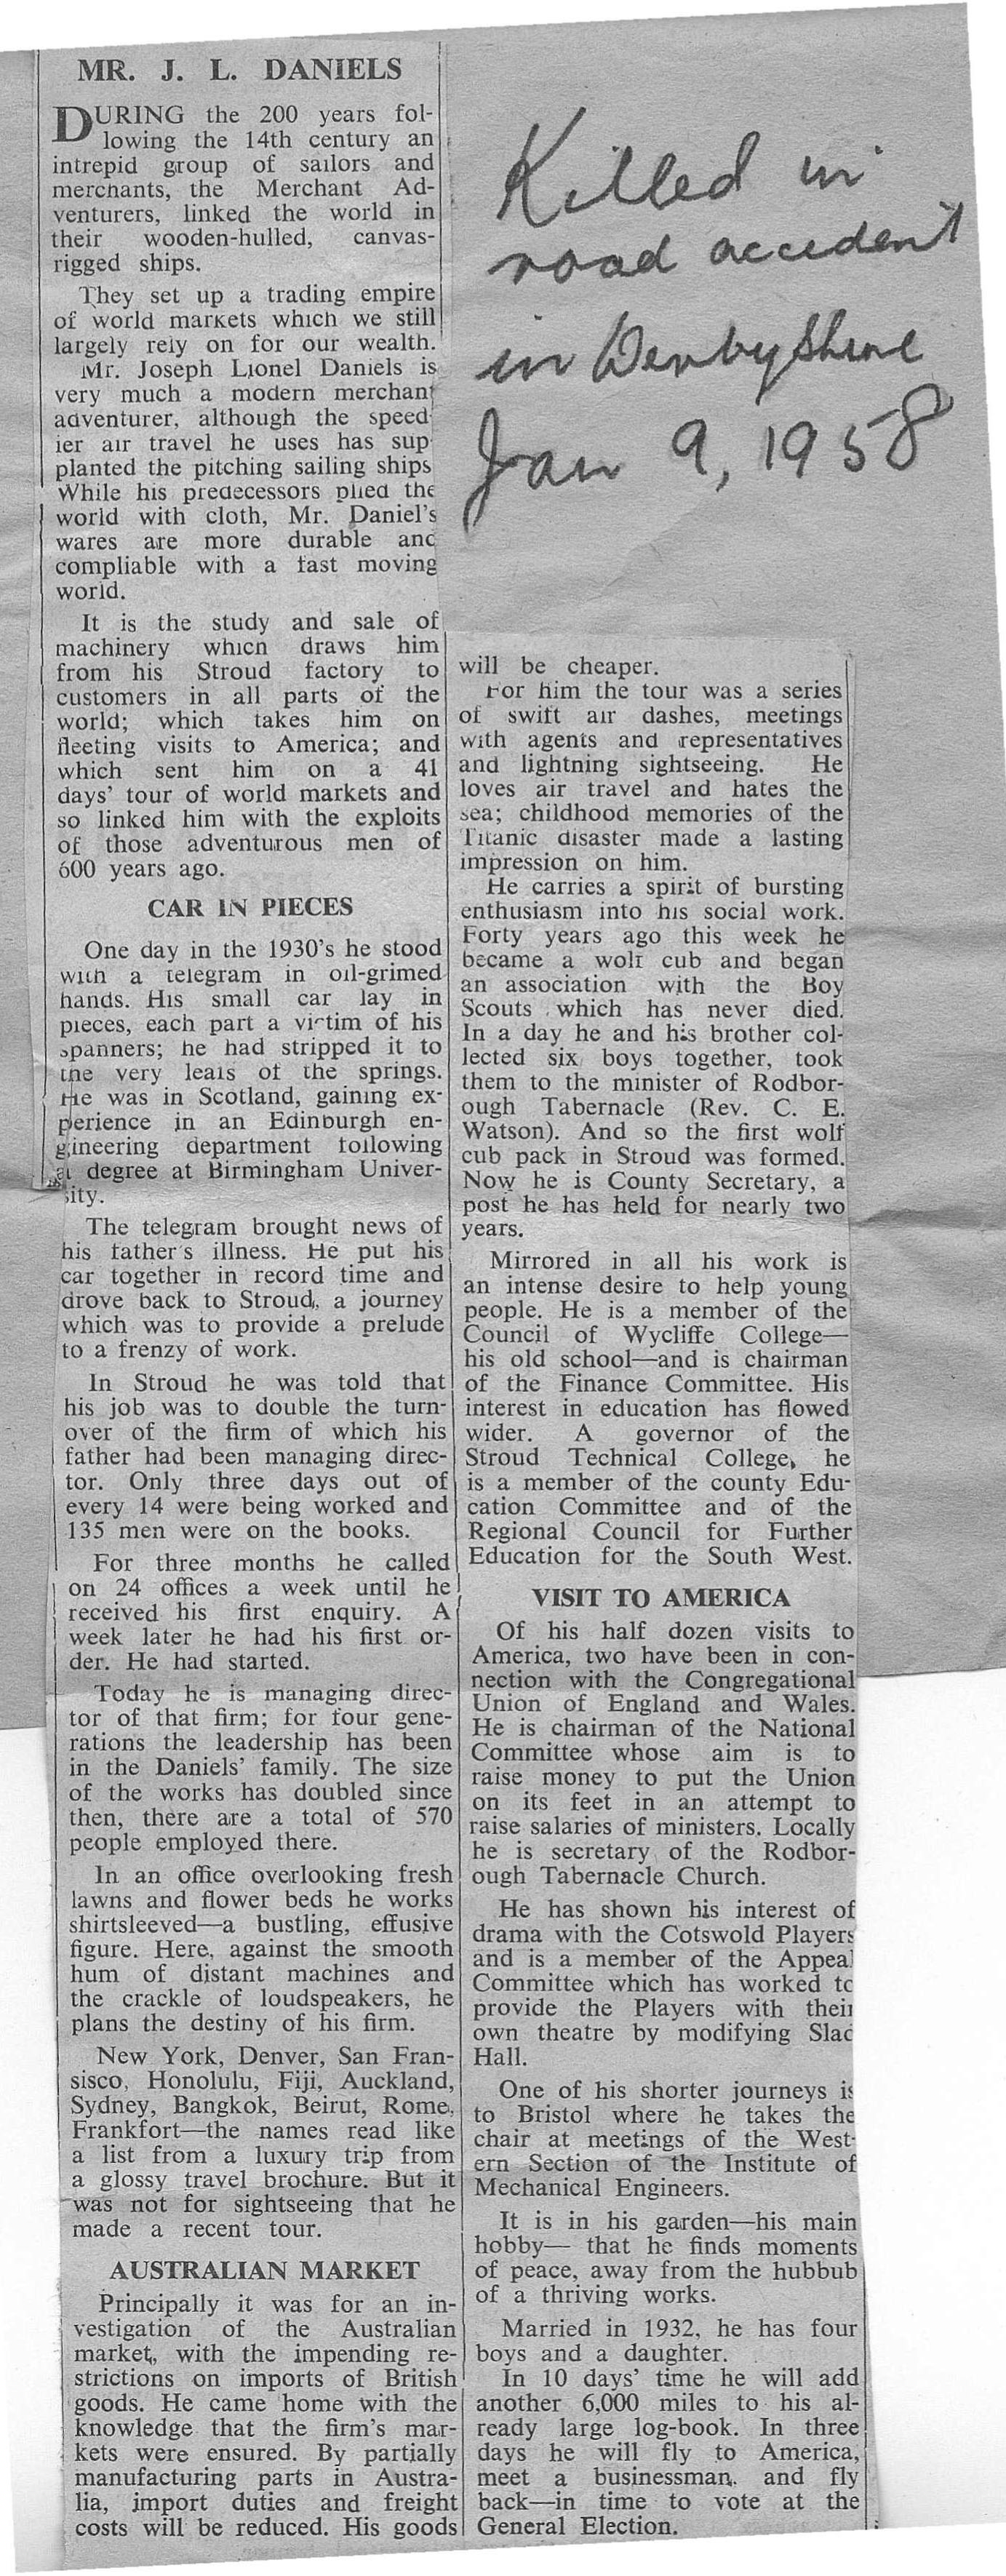 MR. J. L. DANIELS
DURING the 200 years fol-
lowing the 14th century an
intrepid group of sailors and
merchants, the Merchant Ad-
venturers, linked the world in
their wooden-hulled, canvas-
rigged ships.
They set up a trading empire
of world markets which we still
largely rely on for our wealth.
Mr. Joseph Lionel Daniels is
very much a modern merchant
adventurer, although the speed-
ier air travel he uses has sup-
planted the pitching sailing ships
While his predecessors plied the
world with cloth, Mr. Daniel's
wares are more durable and
compliable with a fast moving
world.
It is the study and sale of
machinery which draws him
from his Stroud factory to
customers in all parts of the
world; which takes him on
fleeting visits to America; and
which sent him on a 41
days' tour of world markets and
so linked him with the exploits
of those adventurous men of
600 years ago.
CAR IN PIECES
One day in the 1930's he stood
with a telegram in oil-grimed
hands. His small car lay in
pieces, each part a victim of his
spanners; he had stripped it to
the very leafs of the springs.
He was in Scotland, gaining ex-
perience in an Edinburgh en-
gineering department following
a degree at Birmingham Univer-
sity.
The telegram brought news of
his father's illness. He put his
car together in record time and
drove back to Stroud, a journey
which was to provide a prelude
to a frenzy of work.
In Stroud he was told that
his job was to double the turn-
over of the firm of which his
father had been managing direc-
tor. Only three days out of
every 14 were being worked and
135 men were on the books.
For three months he called
on 24 offices a week until he
received his first enquiry. A
week later he had his first or-
der. He had started.
Today he is managing direc-
tor of that firm; for four gene-
rations the leadership has been
in the Daniels' family. The size
of the works has doubled since
then, there are a total of 570
people employed there.
In an office overlooking fresh
lawns and flower beds he works
shirtsleeved—a bustling, effusive
figure. Here, against the smooth
hum of distant machines and
the crackle of loudspeakers, he
plans the destiny of his firm.
New York, Denver, San Fran-
sisco, Honolulu, Fiji, Auckland,
Sydney, Bangkok, Beirut, Rome,
Frankfort—the names read like
a list from a luxury trip from
a glossy travel brochure. But it
was not for sightseeing that he
made a recent tour.
AUSTRALIAN MARKET
Principally it was for an in-
vestigation of the Australian
market, with the impending re-
strictions on imports of British
goods. He came home with the
knowledge that the firm's mar-
kets were ensured. By partially
manufacturing parts in Austra-
lia, import duties and freight
costs will be reduced. His goods
Killed in
road accident
in Derbyshire
Jan 9, 1958
will be cheaper.
For him the tour was a series
of swift air dashes, meetings
with agents and representatives
and lightning sightseeing. He
loves air travel and hates the
sea; childhood memories of the
Titanic disaster made a lasting
impression on him.
He carries a spirit of bursting
enthusiasm into his social work.
Forty years ago this week he
became a wolf cub and began
an association with the Boy
Scouts which has never died.
In a day he and his brother col-
lected six boys together, took
them to the minister of Rodbor-
ough Tabernacle (Rev. C. E.
Watson). And so the first wolf
cub pack in Stroud was formed.
Now he is County Secretary, a
post he has held for nearly two
years.
Mirrored in all his work is
an intense desire to help young
people. He is a member of the
Council of Wycliffe College—
his old school—and is chairman
of the Finance Committee. His
interest in education has flowed
wider. A governor of the
Stroud Technical College, he
is a member of the county Edu-
cation Committee and of the
Regional Council for Further
Education for the South West.
VISIT TO AMERICA
Of his half dozen visits to
America, two have been in con-
nection with the Congregational
Union of England and Wales.
He is chairman of the National
Committee whose aim is to
raise money to put the Union
on its feet in an attempt to
raise salaries of ministers. Locally
he is secretary of the Rodbor-
ough Tabernacle Church.
He has shown his interest of
drama with the Cotswold Players
and is a member of the Appeal
Committee which has worked to
provide the Players with their
own theatre by modifying Slad
Hall.
One of his shorter journeys is
to Bristol where he takes the
chair at meetings of the West-
ern Section of the Institute of
Mechanical Engineers.
It is in his garden—his main
hobby— that he finds moments
of peace, away from the hubbub
of a thriving works.
Married in 1932, he has four
boys and a daughter.
In 10 days' time he will add
another 6,000 miles to his al-
ready large log-book. In three
days he will fly to America,
meet a businessman, and fly
back—in time to vote at the
General Election.